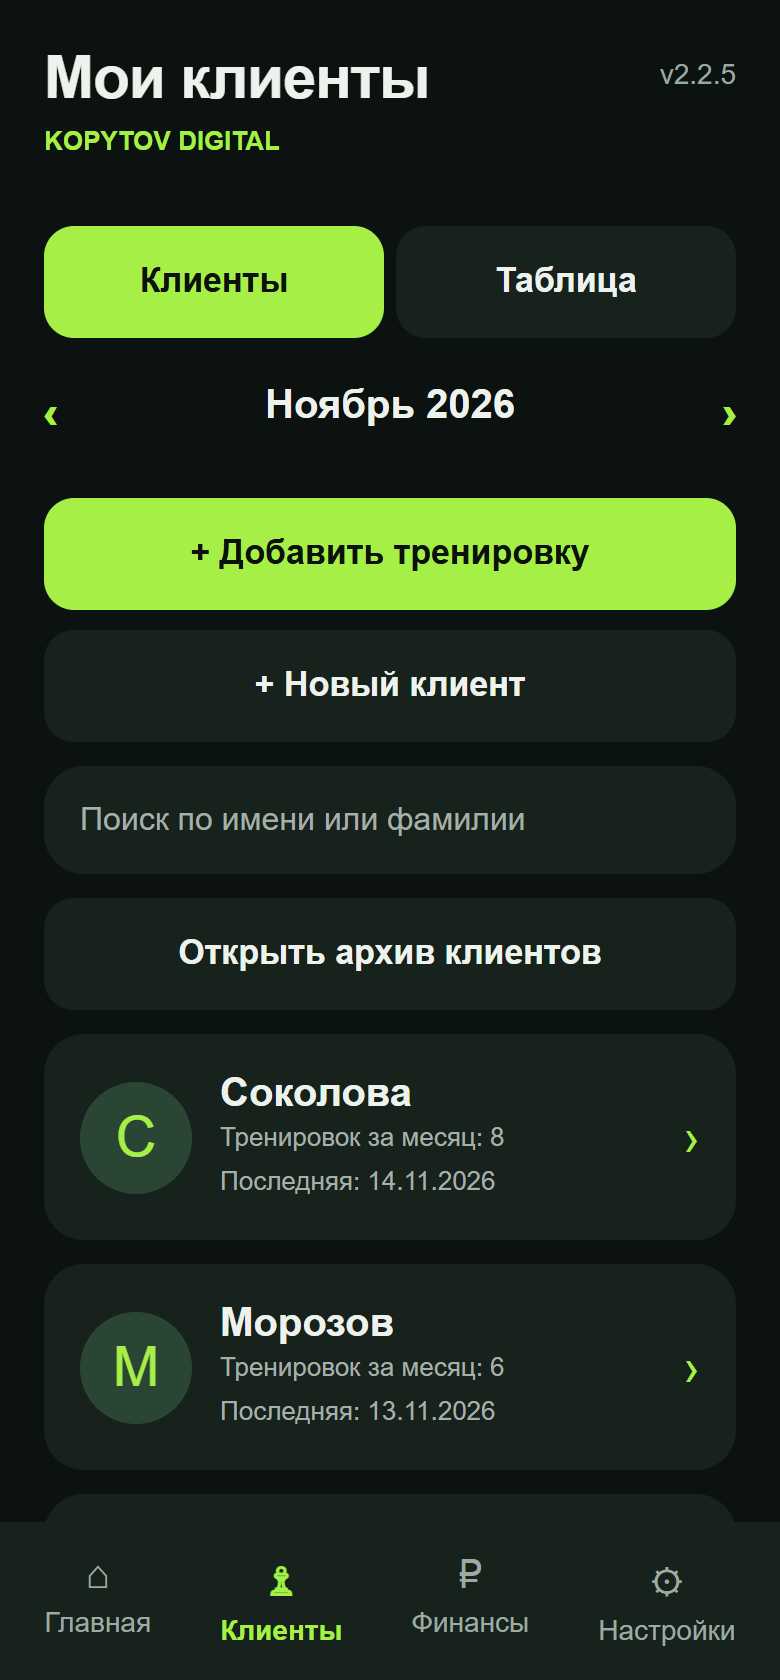 Мои клиенты
v2.2.5
KOPYTOV DIGITAL
Клиенты
Таблица
‹ Ноябрь 2026 ›
+ Добавить тренировку
+ Новый клиент
Поиск по имени или фамилии
Открыть архив клиентов
С
Соколова
Тренировок за месяц: 8
Последняя: 14.11.2026
›
М
Морозов
Тренировок за месяц: 6
Последняя: 13.11.2026
›
₽
Главная
Клиенты
Финансы
Настройки